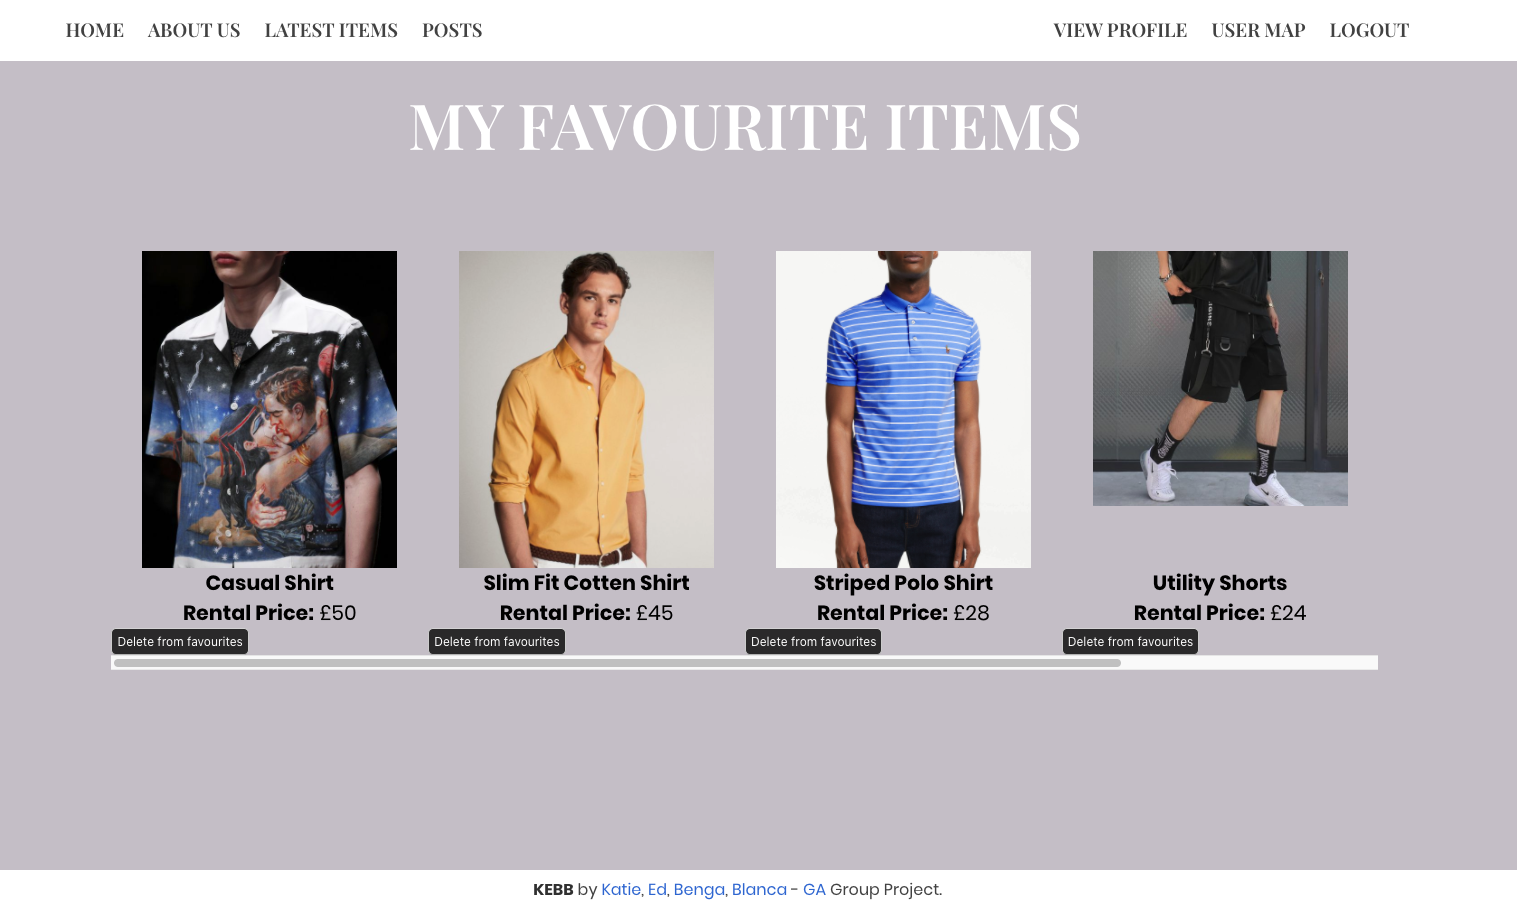 HOME ABOUT US LATEST ITEMS POSTS VIEW PROFILE USER MAP LOGOUT
MY FAVOURITE ITEMS
Casual Shirt
Rental Price: £50
Delete from favourites
Slim Fit Cotten Shirt
Rental Price: £45
Delete from favourites
Striped Polo Shirt
Rental Price: £28
Delete from favourites
Utility Shorts
Rental Price: £24
Delete from favourites
KEBB by Katie, Ed, Benga, Blanca - GA Group Project.